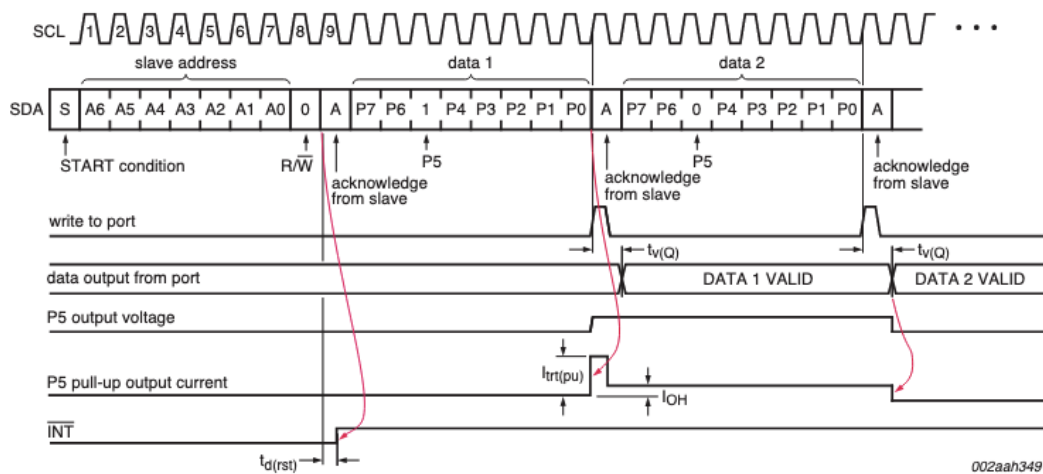 SCL 1 2 3 4 5 6 7 8 9
slave address data 1 data 2
SDA S A6 A5 A4 A3 A2 A1 A0 0 A P7 P6 1 P4 P3 P2 P1 P0 A P7 P6 0 P4 P3 P2 P1 P0 A
START condition R/W P5 P5
acknowledge from slave
acknowledge from slave
acknowledge from slave
write to port
tv(Q) tv(Q)
data output from port DATA 1 VALID DATA 2 VALID
P5 output voltage
P5 pull-up output current Itrt(pu) IOH
INT
td(rst)
002aah349